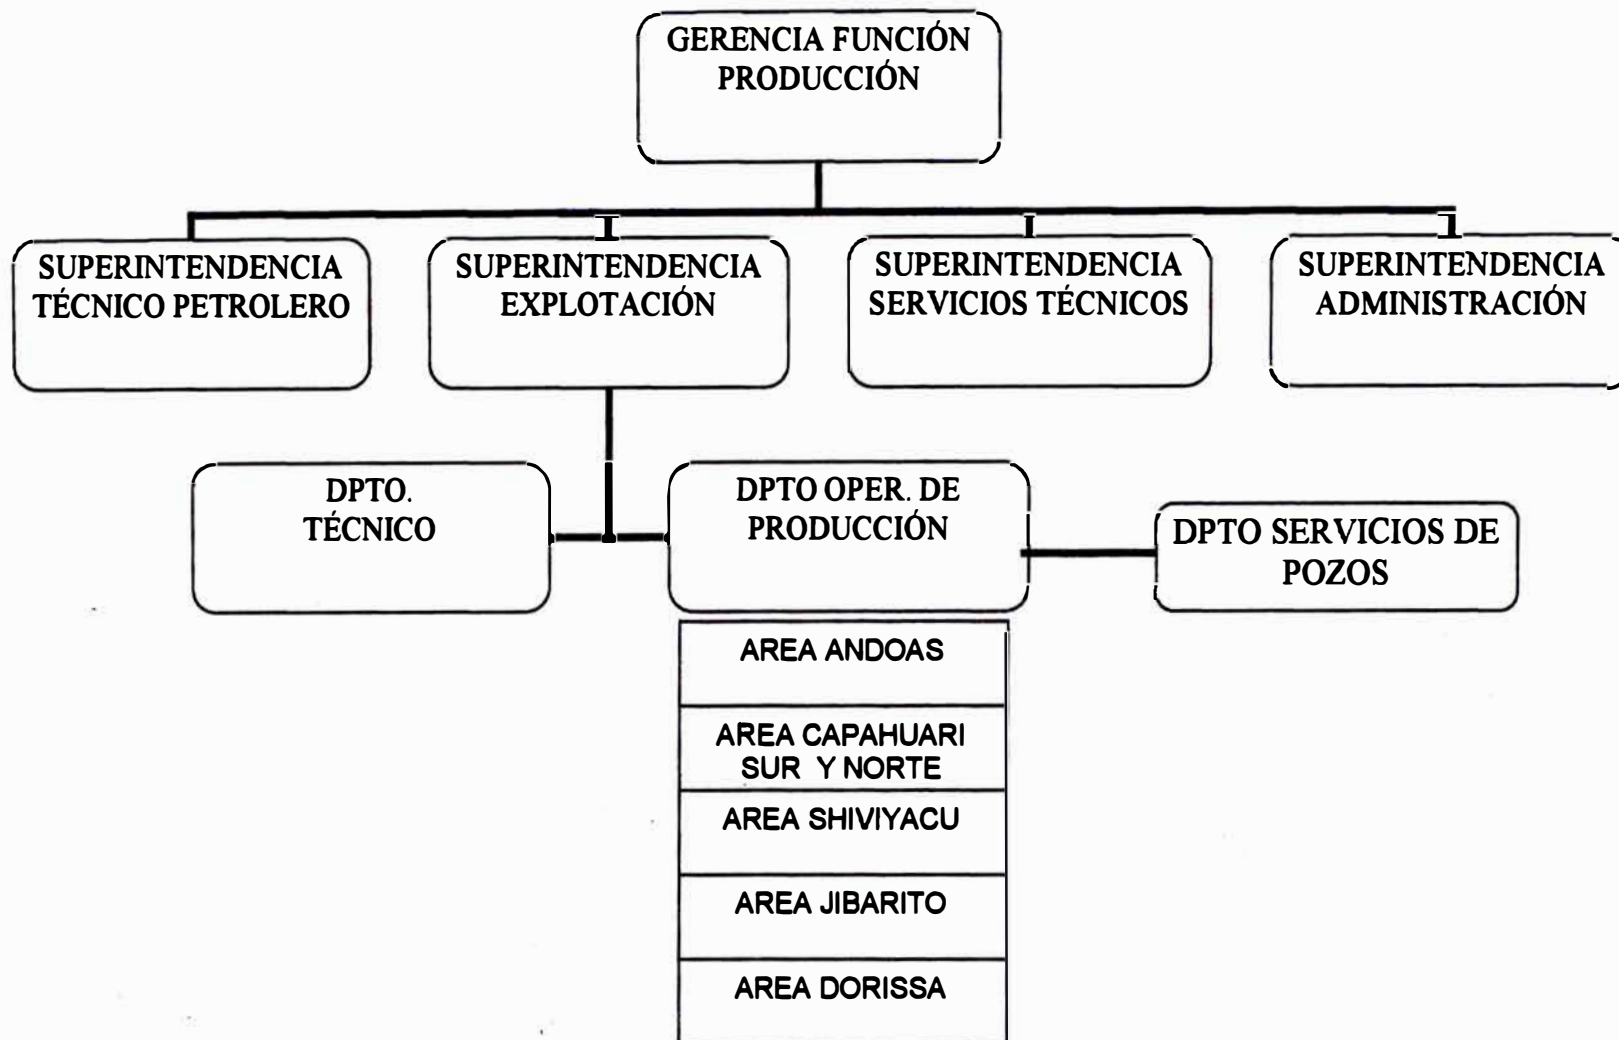 GERENCIA FUNCIÓN
PRODUCCIÓN
SUPERINTENDENCIA
TÉCNICO PETROLERO
SUPERINTENDENCIA
EXPLOTACIÓN
SUPERINTENDENCIA
SERVICIOS TÉCNICOS
SUPERINTENDENCIA
ADMINISTRACIÓN
DPTO.
TÉCNICO
DPTO OPER. DE
PRODUCCIÓN
DPTO SERVICIOS DE
POZOS
AREA ANDOAS
AREA CAPAHUARI
SUR Y NORTE
AREA SHIVIYACU
AREA JIBARITO
AREA DORISSA